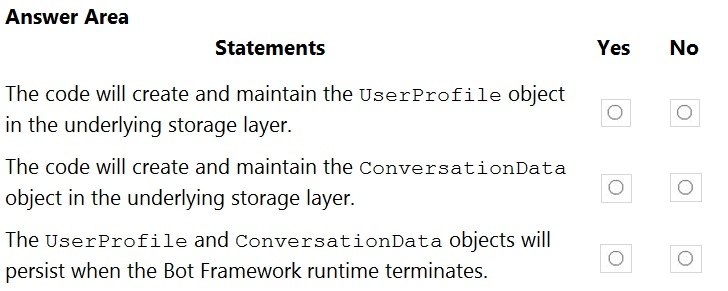 Answer Area
Statements Yes No
The code will create and maintain the UserProfile object
in the underlying storage layer.
The code will create and maintain the ConversationData
object in the underlying storage layer.
The UserProfile and ConversationData objects will
persist when the Bot Framework runtime terminates.